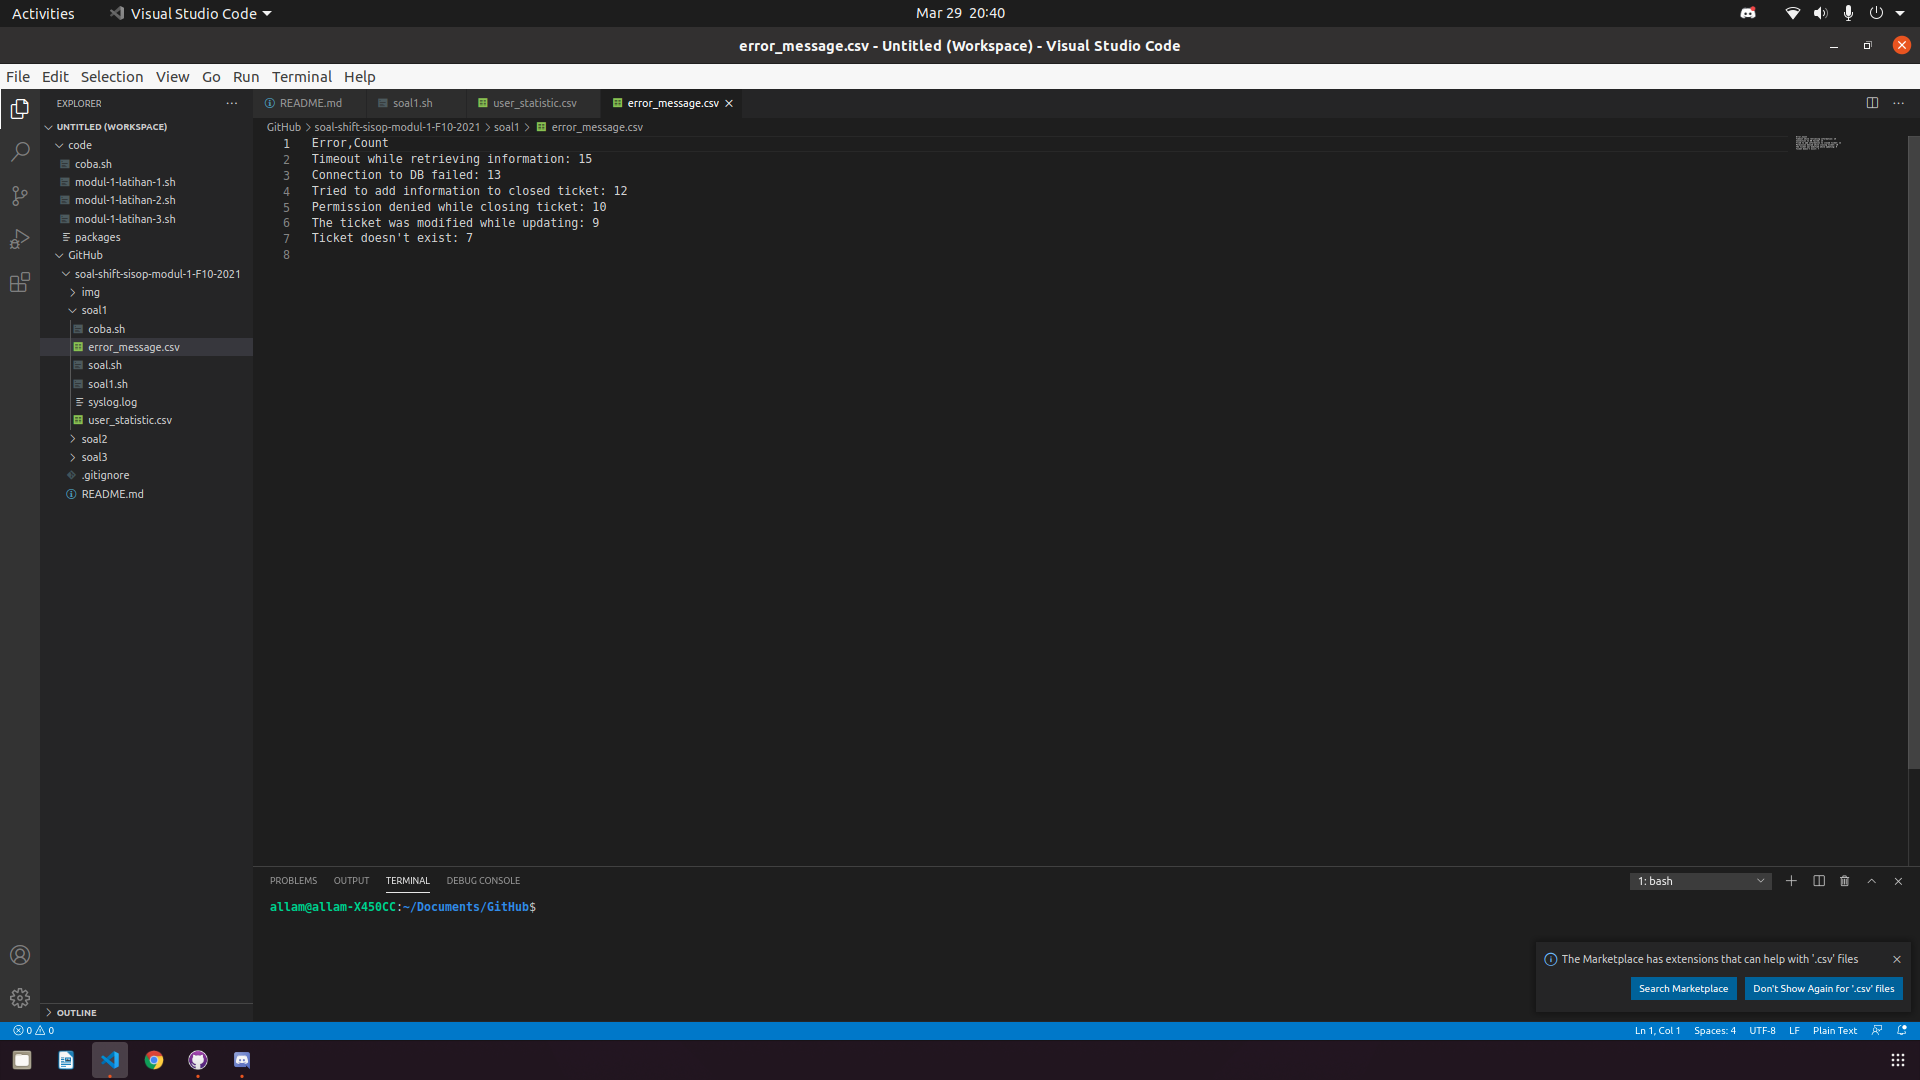 Activities Visual Studio Code Mar 29 20:40
error_message.csv - Untitled (Workspace) - Visual Studio Code
File Edit Selection View Go Run Terminal Help
EXPLORER
UNTITLED (WORKSPACE)
code
coba.sh
modul-1-latihan-1.sh
modul-1-latihan-2.sh
modul-1-latihan-3.sh
packages
GitHub
soal-shift-sisop-modul-1-F10-2021
img
soal1
coba.sh
error_message.csv
soal.sh
soal1.sh
syslog.log
user_statistic.csv
soal2
soal3
.gitignore
README.md
OUTLINE
README.md soal1.sh user_statistic.csv error_message.csv
GitHub > soal-shift-sisop-modul-1-F10-2021 > soal1 > error_message.csv
1 Error,Count
2 Timeout while retrieving information: 15
3 Connection to DB failed: 13
4 Tried to add information to closed ticket: 12
5 Permission denied while closing ticket: 10
6 The ticket was modified while updating: 9
7 Ticket doesn't exist: 7
8
PROBLEMS OUTPUT TERMINAL DEBUG CONSOLE 1: bash
allam@allam-X450CC:~/Documents/GitHub$
The Marketplace has extensions that can help with '.csv' files
Search Marketplace Don't Show Again for '.csv' files
0 0 Ln 1, Col 1 Spaces: 4 UTF-8 LF Plain Text